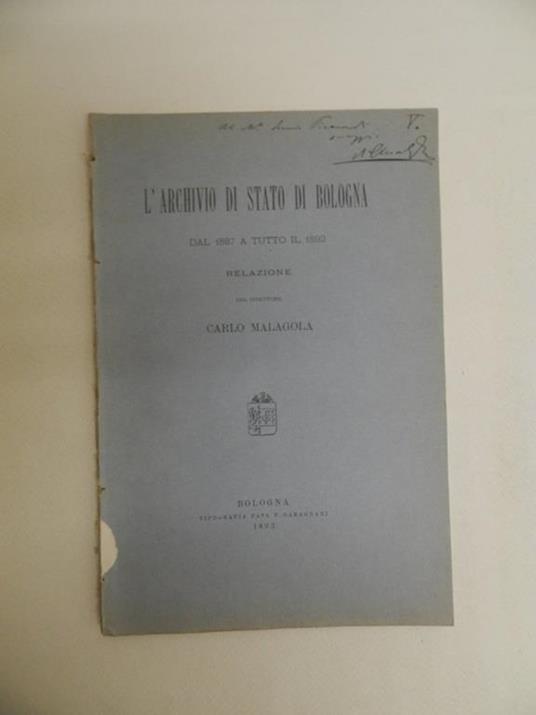 L' ARCHIVIO DI STATO DI BOLOGNA
DAL 1887 A TUTTO IL 1892
RELAZIONE
DEL DIRETTORE
CARLO MALAGOLA
BOLOGNA
TIPOGRAFIA FAVA E GARAGNANI
1893